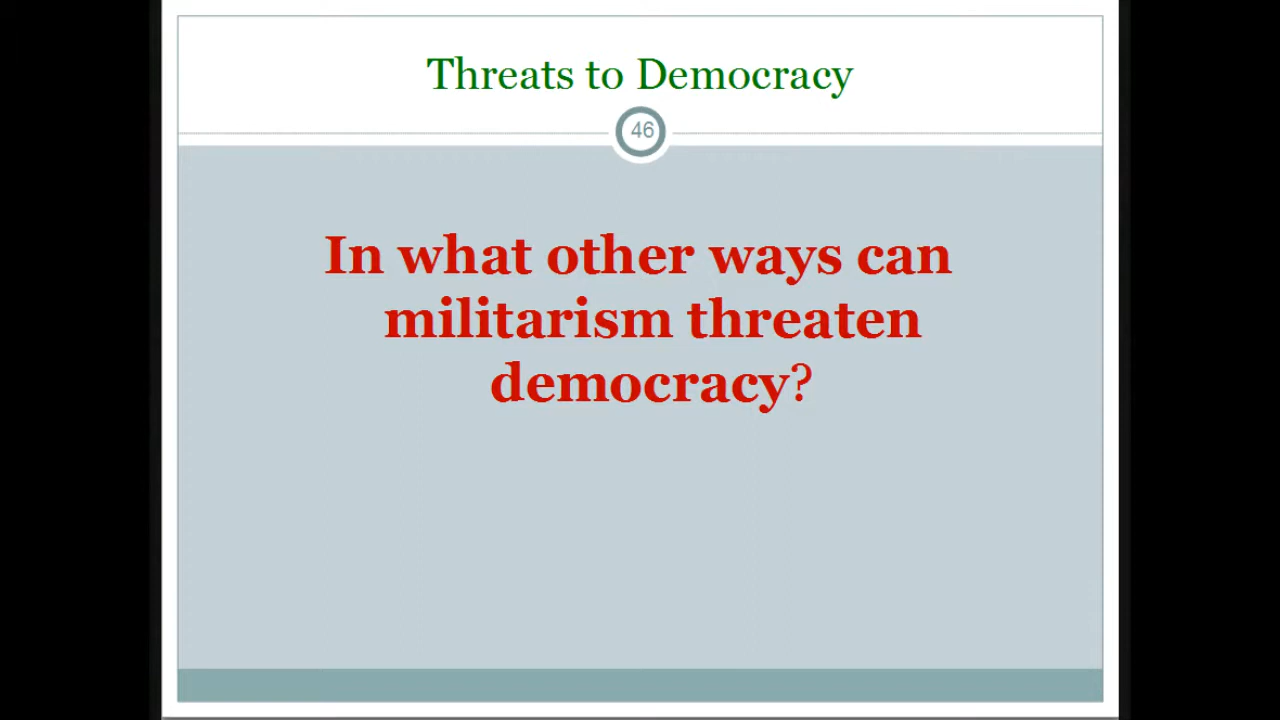 Threats to Democracy
46
In what other ways can
militarism threaten
democracy?